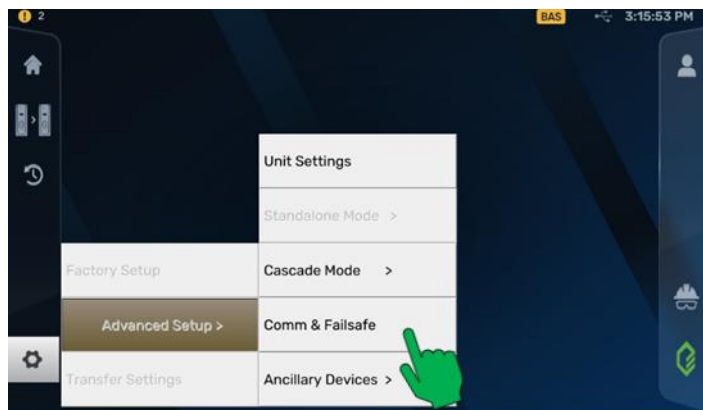 2
BAS
3:15:53 PM
Unit Settings
Standalone Mode >
Factory Setup
Cascade Mode >
Advanced Setup >
Comm & Failsafe
Transfer Settings
Ancillary Devices >